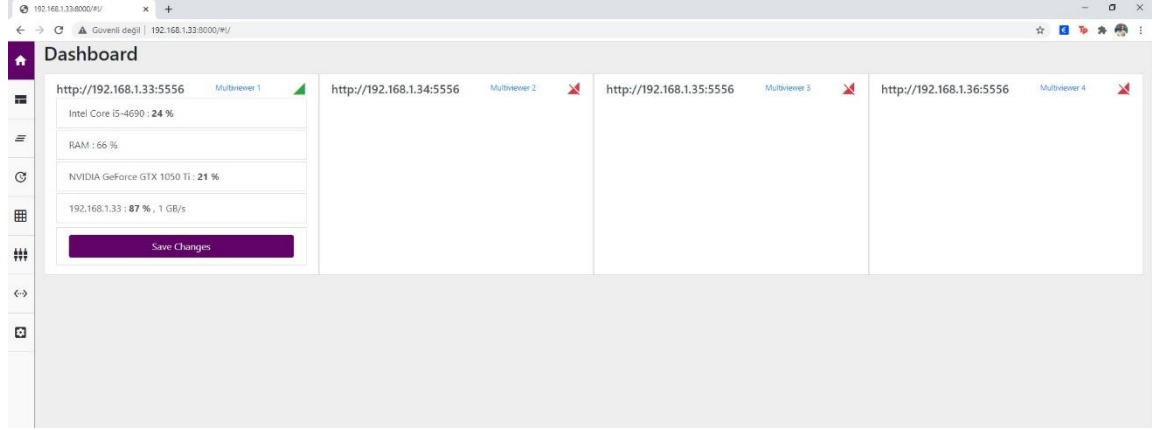 192.168.1.33:8000/#!/
Güvenli değil | 192.168.1.33:8000/#!/
Dashboard
http://192.168.1.33:5556 Multiviewer 1
Intel Core i5-4690 : 24 %
RAM : 66 %
NVIDIA GeForce GTX 1050 Ti : 21 %
192.168.1.33 : 87 % , 1 GB/s
Save Changes
http://192.168.1.34:5556 Multiviewer 2
http://192.168.1.35:5556 Multiviewer 3
http://192.168.1.36:5556 Multiviewer 4